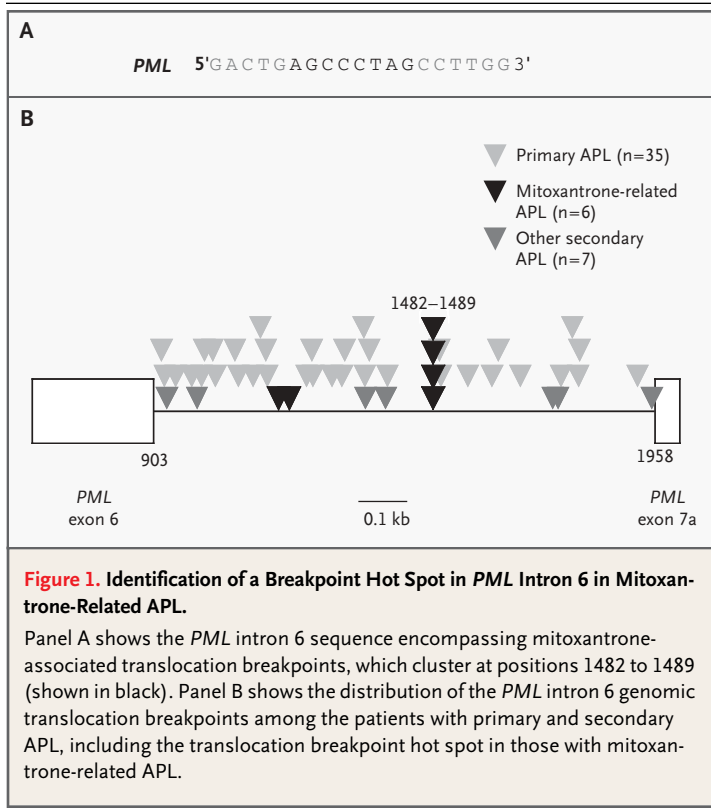 A
PML 5'GACTGAGCCCTAGCCTTGG3'
B
Primary APL (n=35)
Mitoxantrone-related
APL (n=6)
Other secondary
APL (n=7)
1482–1489
903
1958
PML
exon 6
0.1 kb
PML
exon 7a
Figure 1. Identification of a Breakpoint Hot Spot in PML Intron 6 in Mitoxan-
trone-Related APL.
Panel A shows the PML intron 6 sequence encompassing mitoxantrone-
associated translocation breakpoints, which cluster at positions 1482 to 1489
(shown in black). Panel B shows the distribution of the PML intron 6 genomic
translocation breakpoints among the patients with primary and secondary
APL, including the translocation breakpoint hot spot in those with mitoxan-
trone-related APL.